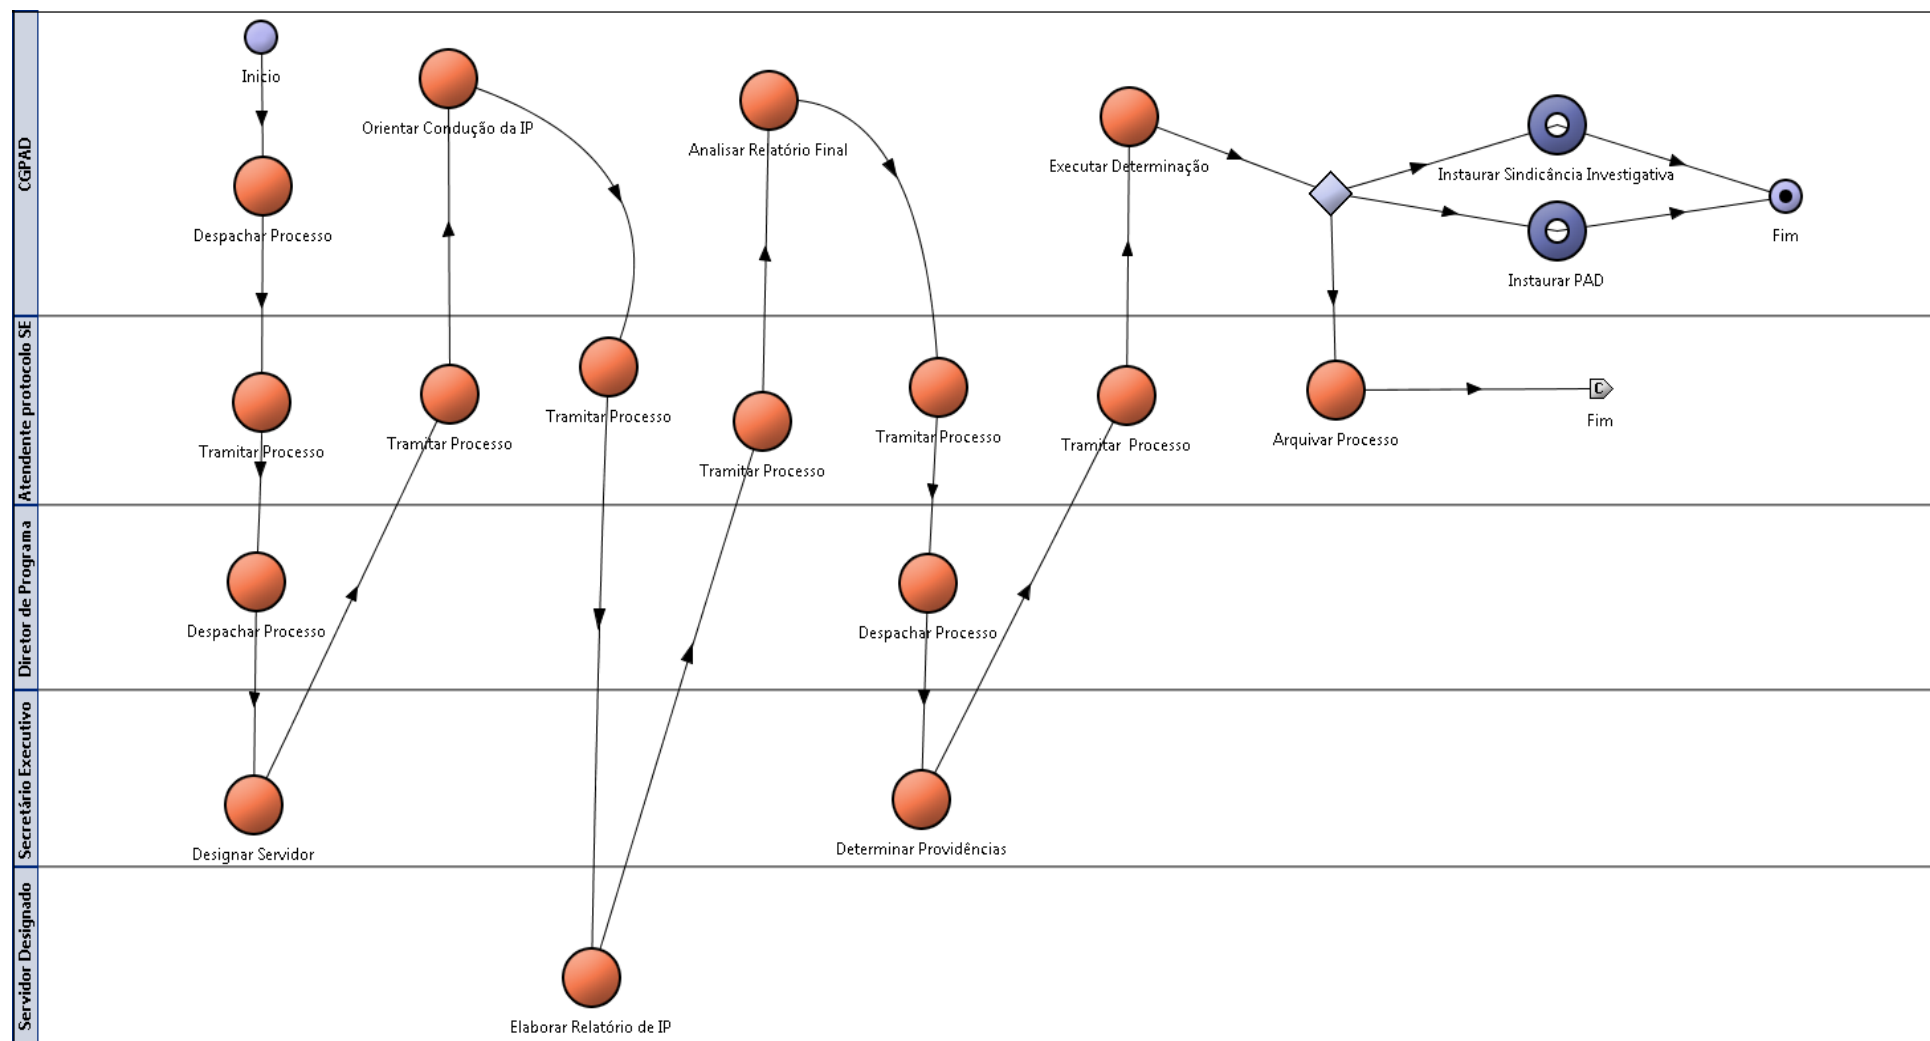 CGPAD
Inicio
Orientar Condução da IP
Analisar Relatório Final
Executar Determinação
Instaurar Sindicância Investigativa
Despachar Processo
Fim
Instaurar PAD
Atendente protocolo SE
Tramitar Processo
Tramitar Processo
Tramitar Processo
Tramitar Processo
Tramitar Processo
Tramitar  Processo
Arquivar Processo
C
Fim
Diretor de Programa
Despachar Processo
Despachar Processo
Secretário Executivo
Designar Servidor
Determinar Providências
Servidor Designado
Elaborar Relatório de IP